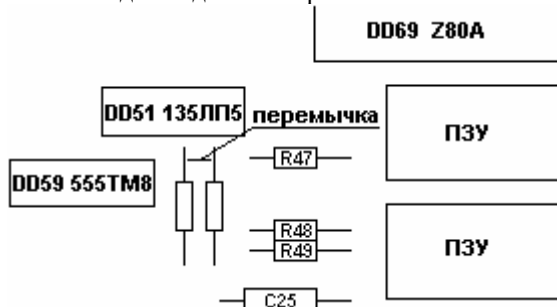 DD69 Z80A
DD51 135ЛП5
перемычка
ПЗУ
R47
DD59 555ТМ8
R48
R49
ПЗУ
C25